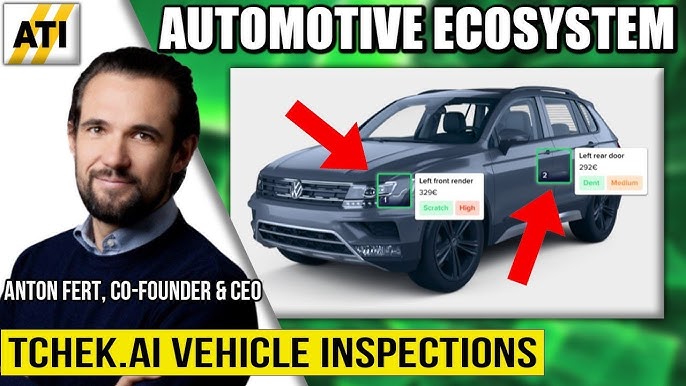 ATI
AUTOMOTIVE ECOSYSTEM
Left front render
329€
Scratch High
1
Left rear door
292€
Dent Medium
2
ANTON FERT, CO-FOUNDER & CEO
TCHEK.AI VEHICLE INSPECTIONS